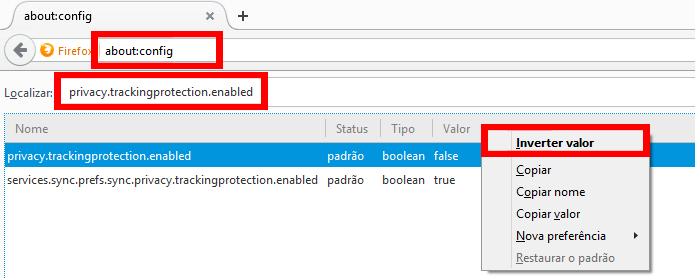 about:config
Firefox about:config
Localizar: privacy.trackingprotection.enabled
Nome Status Tipo Valor
privacy.trackingprotection.enabled padrão boolean false
services.sync.prefs.sync.privacy.trackingprotection.enabled padrão boolean true
Inverter valor
Copiar
Copiar nome
Copiar valor
Nova preferência
Restaurar o padrão